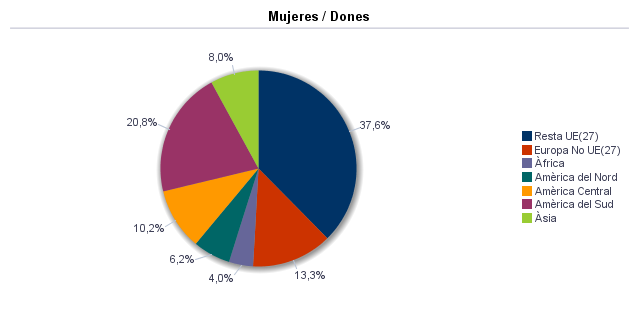 Mujeres / Dones
8,0%
37,6%
20,8%
10,2%
6,2%
4,0%
13,3%
Resta UE(27)
Europa No UE(27)
Àfrica
Amèrica del Nord
Amèrica Central
Amèrica del Sud
Àsia